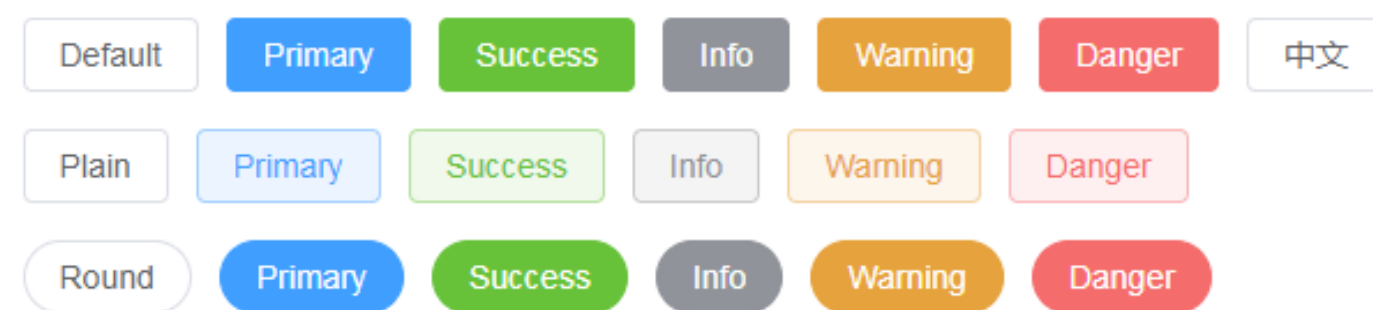 Default Primary Success Info Warning Danger 中文
Plain Primary Success Info Warning Danger
Round Primary Success Info Warning Danger